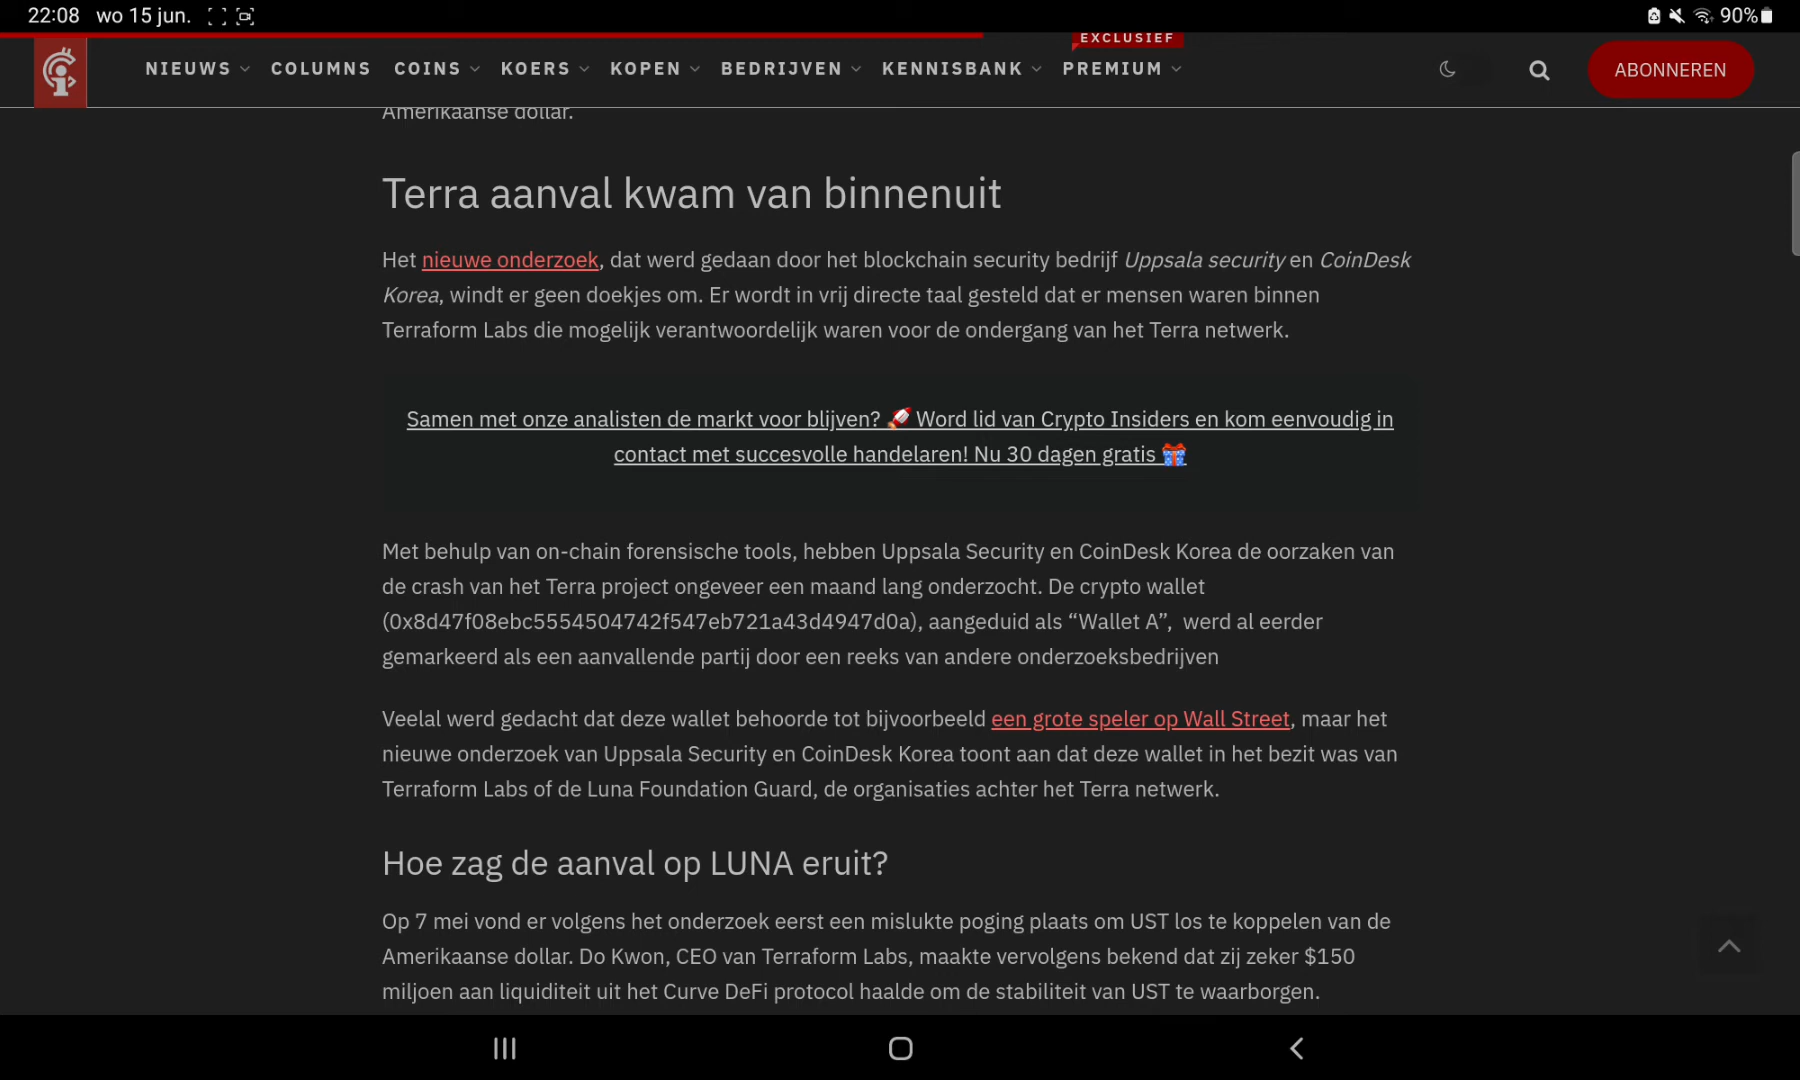 22:08 wo 15 jun.
90%
EXCLUSIEF
NIEUWS COLUMNS COINS KOERS KOPEN BEDRIJVEN KENNISBANK PREMIUM
ABONNEREN
Amerikaanse dollar.
Terra aanval kwam van binnenuit
Het nieuwe onderzoek, dat werd gedaan door het blockchain security bedrijf Uppsala security en CoinDesk
Korea, windt er geen doekjes om. Er wordt in vrij directe taal gesteld dat er mensen waren binnen
Terraform Labs die mogelijk verantwoordelijk waren voor de ondergang van het Terra netwerk.
Samen met onze analisten de markt voor blijven? 🚀 Word lid van Crypto Insiders en kom eenvoudig in
contact met succesvolle handelaren! Nu 30 dagen gratis 🎁
Met behulp van on-chain forensische tools, hebben Uppsala Security en CoinDesk Korea de oorzaken van
de crash van het Terra project ongeveer een maand lang onderzocht. De crypto wallet
(0x8d47f08ebc5554504742f547eb721a43d4947d0a), aangeduid als “Wallet A”,  werd al eerder
gemarkeerd als een aanvallende partij door een reeks van andere onderzoeksbedrijven
Veelal werd gedacht dat deze wallet behoorde tot bijvoorbeeld een grote speler op Wall Street, maar het
nieuwe onderzoek van Uppsala Security en CoinDesk Korea toont aan dat deze wallet in het bezit was van
Terraform Labs of de Luna Foundation Guard, de organisaties achter het Terra netwerk.
Hoe zag de aanval op LUNA eruit?
Op 7 mei vond er volgens het onderzoek eerst een mislukte poging plaats om UST los te koppelen van de
Amerikaanse dollar. Do Kwon, CEO van Terraform Labs, maakte vervolgens bekend dat zij zeker $150
miljoen aan liquiditeit uit het Curve DeFi protocol haalde om de stabiliteit van UST te waarborgen.